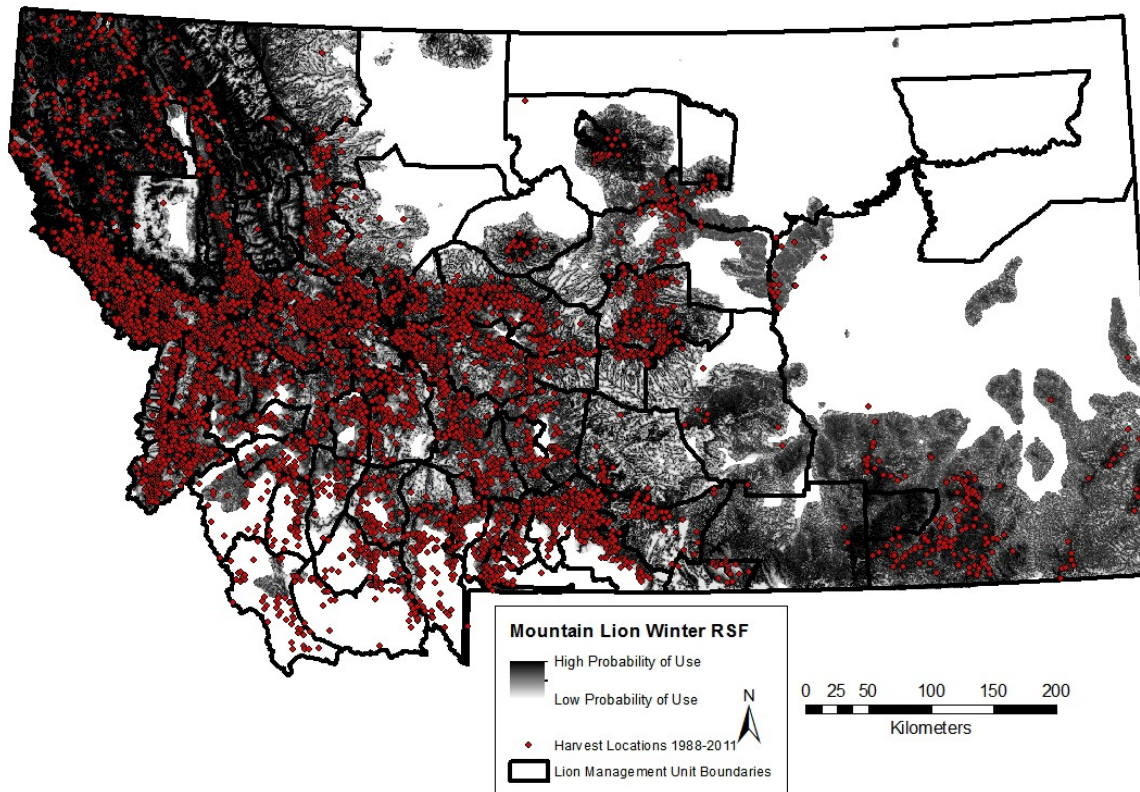 Mountain Lion Winter RSF
High Probability of Use
Low Probability of Use
N
Harvest Locations 1988-2011
Lion Management Unit Boundaries
0 25 50 100 150 200
Kilometers